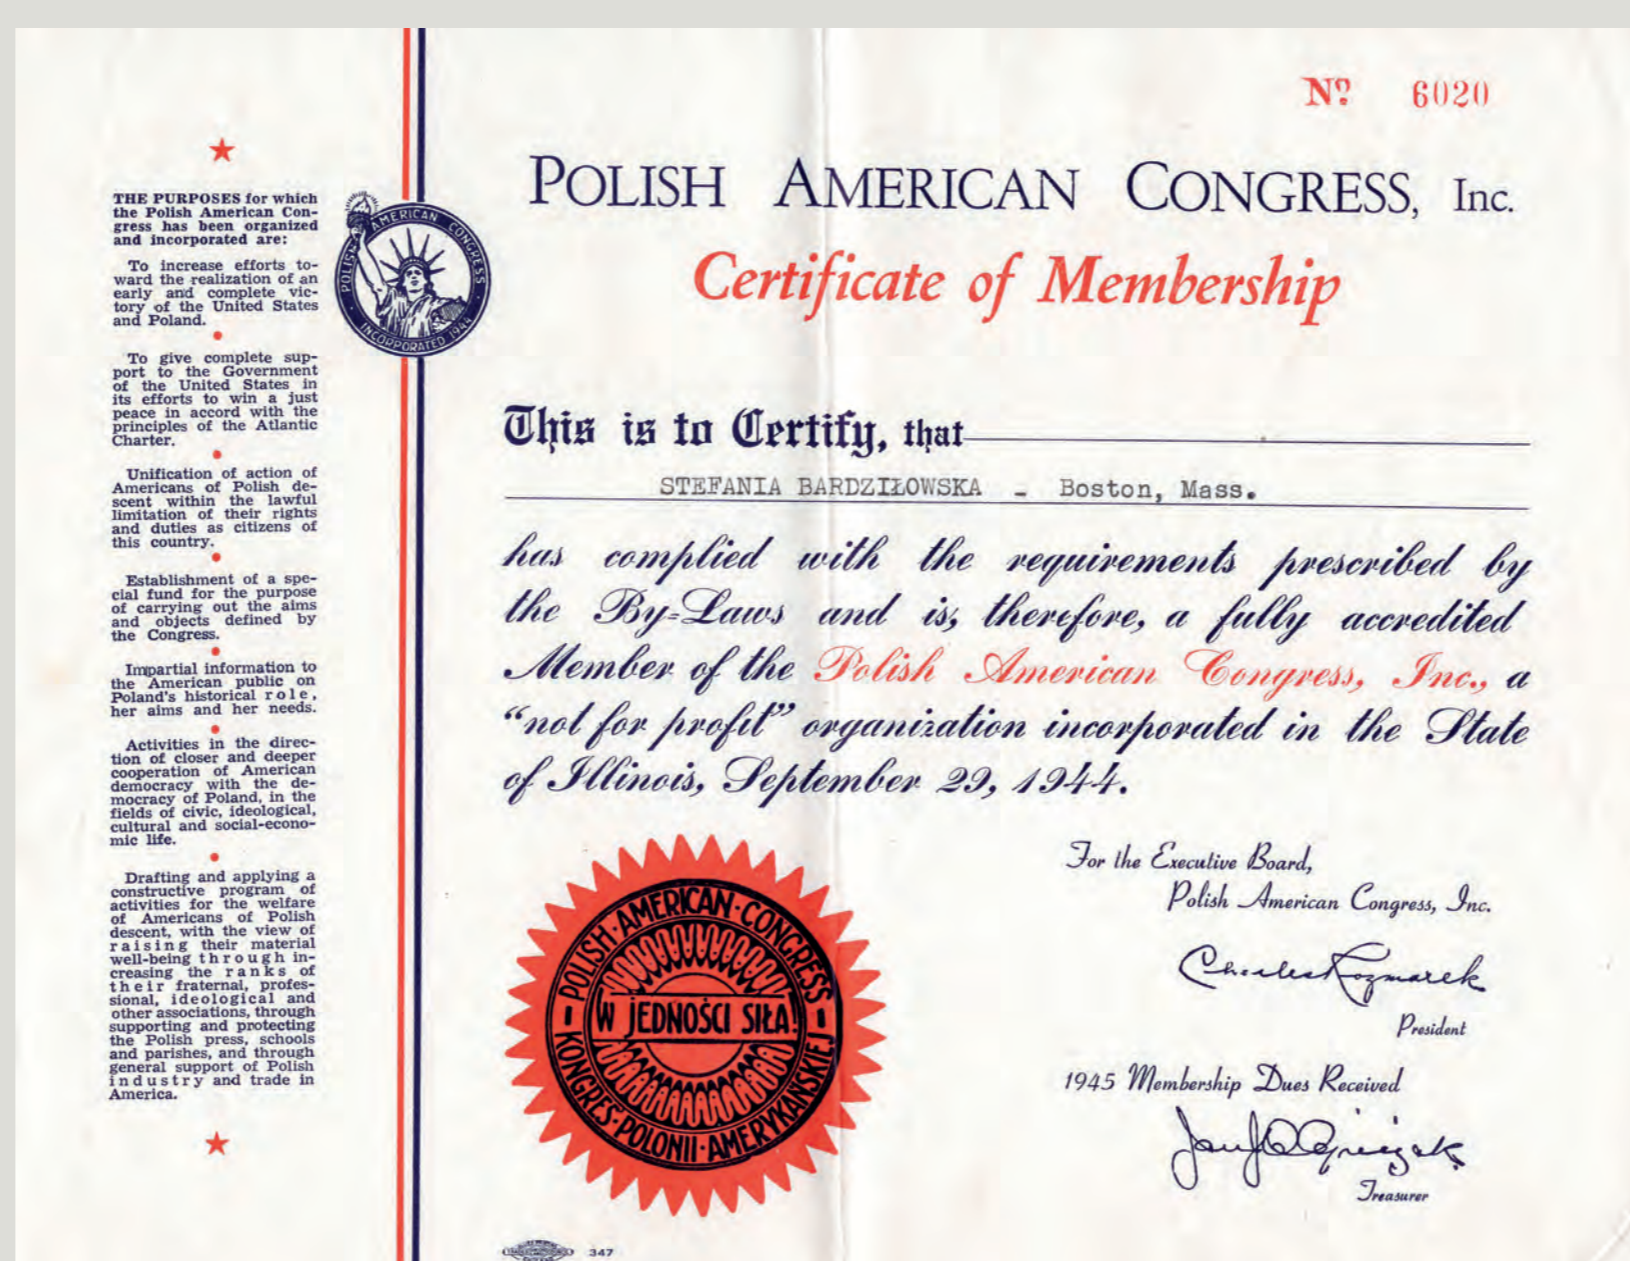 Nº 6020
POLISH AMERICAN CONGRESS, Inc.
Certificate of Membership
★
THE PURPOSES for which
the Polish American Con-
gress has been organized
and incorporated are:
To increase efforts to-
ward the realization of an
early and complete vic-
tory of the United States
and Poland.
To give complete sup-
port to the Government
of the United States in
its efforts to win a just
peace in accord with the
principles of the Atlantic
Charter.
Unification of action of
Americans of Polish de-
scent within the lawful
limitation of their rights
and duties as citizens of
this country.
Establishment of a spe-
cial fund for the purpose
of carrying out the aims
and objects defined by
the Congress.
Impartial information to
the American public on
Poland's historical role,
her aims and her needs.
Activities in the direc-
tion of closer and deeper
cooperation of American
democracy with the de-
mocracy of Poland, in the
fields of civic, ideological,
cultural and social-econo-
mic life.
Drafting and applying a
constructive program of
activities for the welfare
of Americans of Polish
descent, with the view of
raising their material
well-being through in-
creasing the ranks of
their fraternal, profes-
sional, ideological and
other associations, through
supporting and protecting
the Polish press, schools
and parishes, and through
general support of Polish
industry and trade in
America.
★
POLISH AMERICAN CONGRESS
INCORPORATED 1944
This is to Certify, that
STEFANIA BARDZIŁOWSKA - Boston, Mass.
has complied with the requirements prescribed by
the By-Laws and is, therefore, a fully accredited
Member of the Polish American Congress, Inc., a
"not for profit" organization incorporated in the State
of Illinois, September 29, 1944.
POLISH·AMERICAN·CONGRESS
W JEDNOŚCI SIŁA!
KONGRES·POLONII·AMERYKAŃSKIEJ
For the Executive Board,
Polish American Congress, Inc.
Charles Rozmarek
President
1945 Membership Dues Received
Treasurer
347